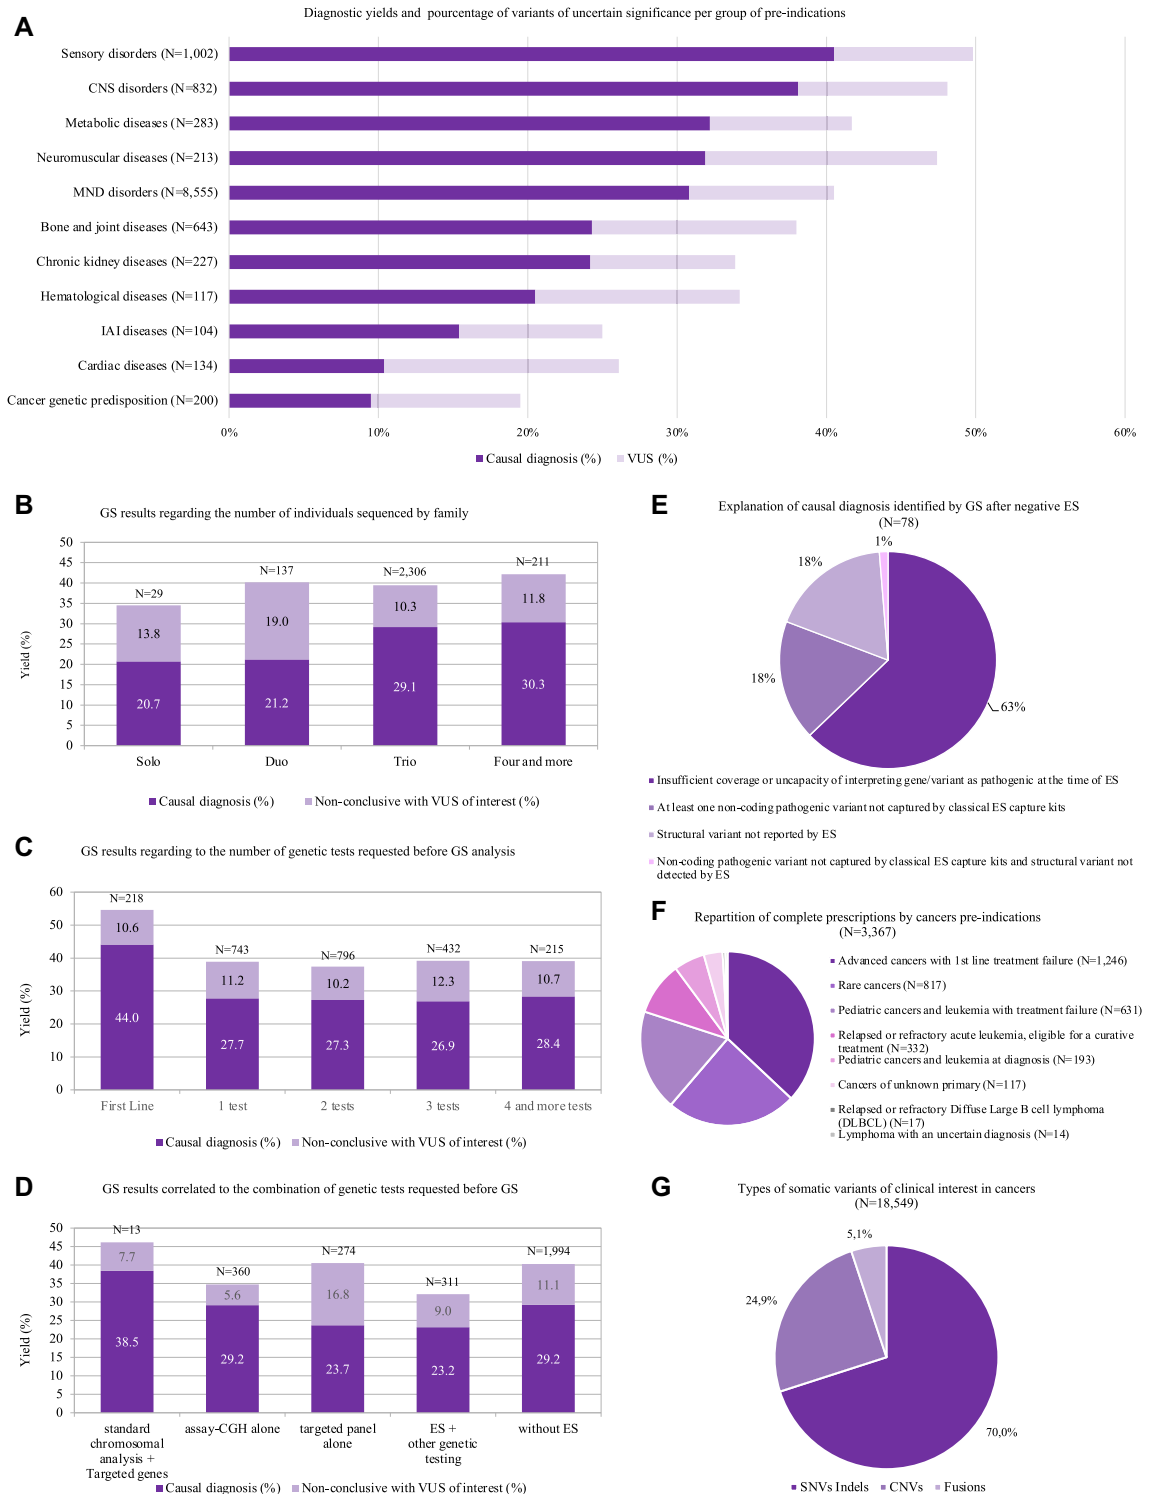 A
Diagnostic yields and pourcentage of variants of uncertain significance per group of pre-indications
Sensory disorders (N=1,002)
CNS disorders (N=832)
Metabolic diseases (N=283)
Neuromuscular diseases (N=213)
MND disorders (N=8,555)
Bone and joint diseases (N=643)
Chronic kidney diseases (N=227)
Hematological diseases (N=117)
IAI diseases (N=104)
Cardiac diseases (N=134)
Cancer genetic predisposition (N=200)
0% 10% 20% 30% 40% 50% 60%
Causal diagnosis (%) VUS (%)
B
GS results regarding the number of individuals sequenced by family
Yield (%)
50
45
40
35
30
25
20
15
10
5
0
N=29 N=137 N=2,306 N=211
13.8 19.0 10.3 11.8
20.7 21.2 29.1 30.3
Solo Duo Trio Four and more
Causal diagnosis (%) Non-conclusive with VUS of interest (%)
C
GS results regarding to the number of genetic tests requested before GS analysis
Yield (%)
60
50
40
30
20
10
0
N=218 N=743 N=796 N=432 N=215
10.6 11.2 10.2 12.3 10.7
44.0 27.7 27.3 26.9 28.4
First Line 1 test 2 tests 3 tests 4 and more tests
Causal diagnosis (%) Non-conclusive with VUS of interest (%)
D
GS results correlated to the combination of genetic tests requested before GS
Yield (%)
50
45
40
35
30
25
20
15
10
5
0
N=13 N=360 N=274 N=311 N=1,994
7.7 5.6 16.8 9.0 11.1
38.5 29.2 23.7 23.2 29.2
standard
chromosomal
analysis +
Targeted genes
assay-CGH alone
targeted panel
alone
ES +
other genetic
testing
without ES
Causal diagnosis (%) Non-conclusive with VUS of interest (%)
E
Explanation of causal diagnosis identified by GS after negative ES
(N=78)
1%
18%
18%
63%
Insufficient coverage or uncapacity of interpreting gene/variant as pathogenic at the time of ES
At least one non-coding pathogenic variant not captured by classical ES capture kits
Structural variant not reported by ES
Non-coding pathogenic variant not captured by classical ES capture kits and structural variant not
detected by ES
F
Repartition of complete prescriptions by cancers pre-indications
(N=3,367)
Advanced cancers with 1st line treatment failure (N=1,246)
Rare cancers (N=817)
Pediatric cancers and leukemia with treatment failure (N=631)
Relapsed or refractory acute leukemia, eligible for a curative
treatment (N=332)
Pediatric cancers and leukemia at diagnosis (N=193)
Cancers of unknown primary (N=117)
Relapsed or refractory Diffuse Large B cell lymphoma
(DLBCL) (N=17)
Lymphoma with an uncertain diagnosis (N=14)
G
Types of somatic variants of clinical interest in cancers
(N=18,549)
5,1%
24,9%
70,0%
SNVs Indels CNVs Fusions